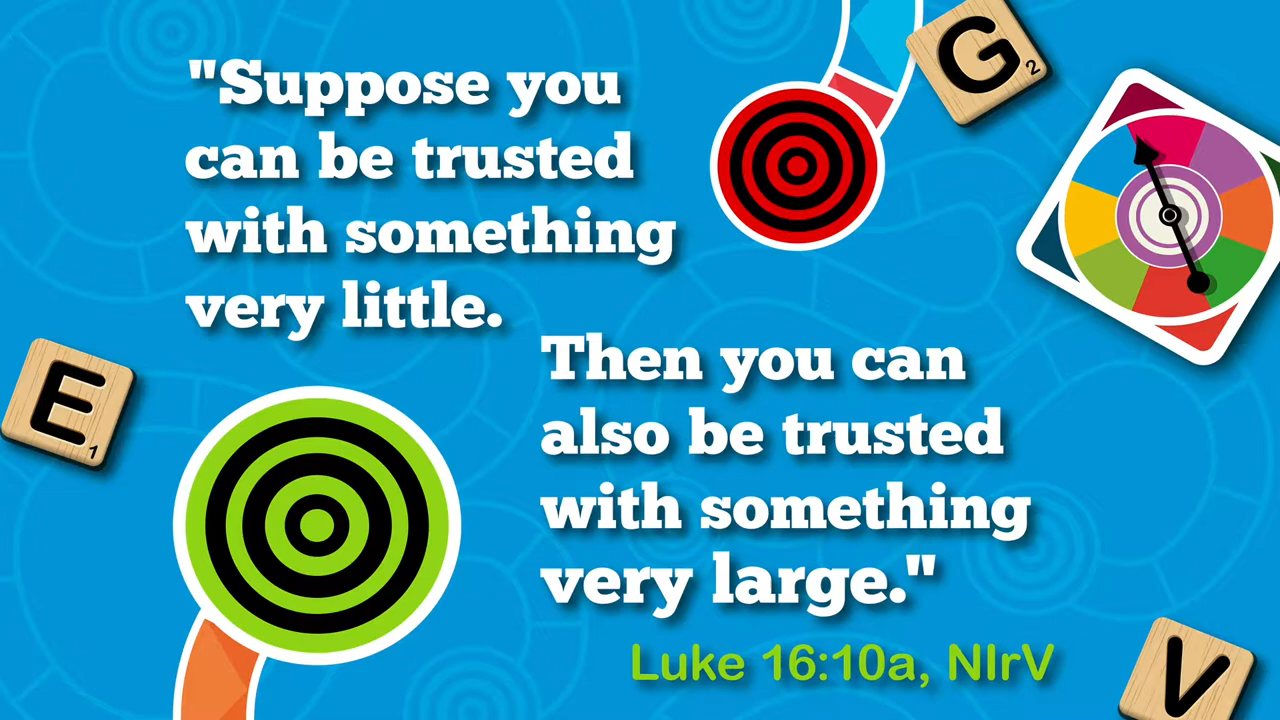 "Suppose you
can be trusted
with something
very little.
Then you can
also be trusted
with something
very large."
Luke 16:10a, NIrV
G2
E1
V